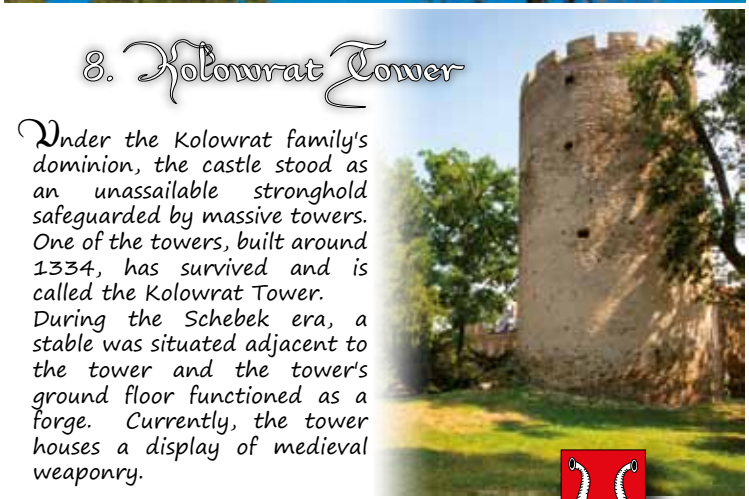 8. Kolowrat Tower
Under the Kolowrat family's
dominion, the castle stood as
an unassailable stronghold
safeguarded by massive towers.
One of the towers, built around
1334, has survived and is
called the Kolowrat Tower.
During the Schebek era, a
stable was situated adjacent to
the tower and the tower's
ground floor functioned as a
forge. Currently, the tower
houses a display of medieval
weaponry.